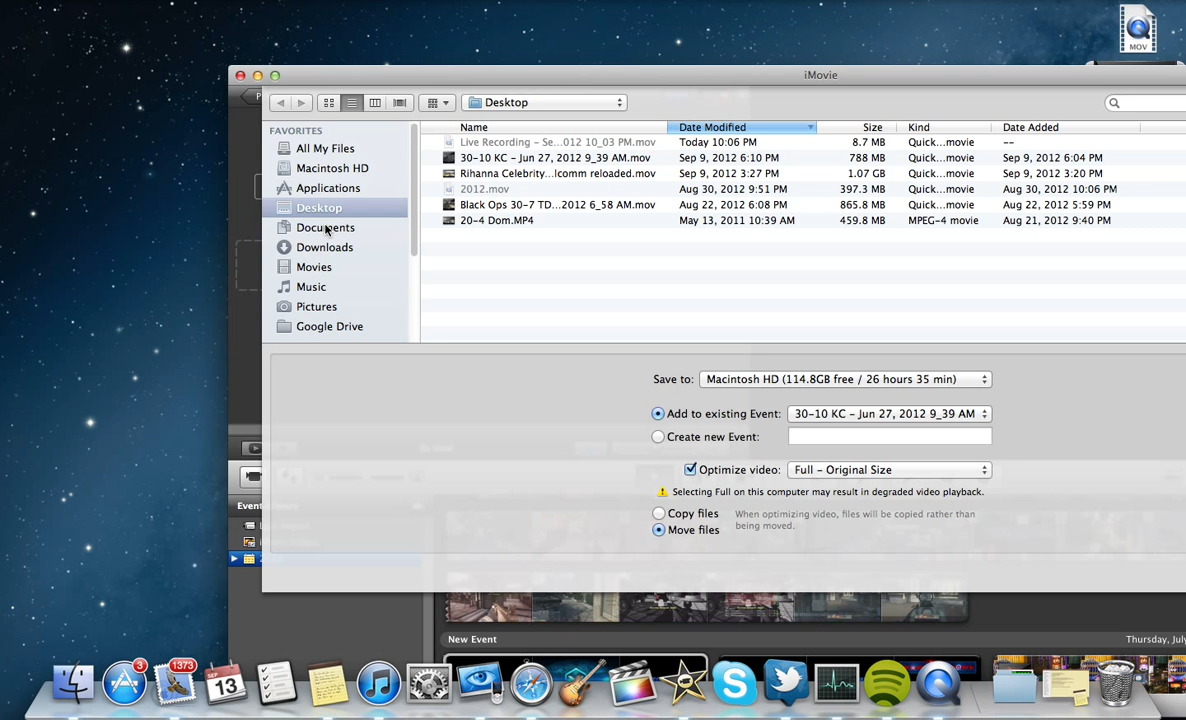 MOV
iMovie
P
Desktop
FAVORITES
All My Files
Macintosh HD
Applications
Desktop
Documents
Downloads
Movies
Music
Pictures
Google Drive
Name Date Modified Size Kind Date Added
Live Recording – Se...012 10_03 PM.mov Today 10:06 PM 8.7 MB Quick...movie --
30–10 KC – Jun 27, 2012 9_39 AM.mov Sep 9, 2012 6:10 PM 788 MB Quick...movie Sep 9, 2012 6:04 PM
Rihanna Celebrity...lcomm reloaded.mov Sep 9, 2012 3:27 PM 1.07 GB Quick...movie Sep 9, 2012 3:20 PM
2012.mov Aug 30, 2012 9:51 PM 397.3 MB Quick...movie Aug 30, 2012 10:06 PM
Black Ops 30–7 TD...2012 6_58 AM.mov Aug 22, 2012 6:08 PM 865.8 MB Quick...movie Aug 22, 2012 5:59 PM
20–4 Dom.MP4 May 13, 2011 10:39 AM 459.8 MB MPEG–4 movie Aug 21, 2012 9:40 PM
Save to: Macintosh HD (114.8GB free / 26 hours 35 min)
Add to existing Event: 30–10 KC – Jun 27, 2012 9_39 AM
Create new Event:
Optimize video: Full – Original Size
Selecting Full on this computer may result in degraded video playback.
Copy files
Move files
When optimizing video, files will be copied rather than
being moved.
Event
New Event Thursday, July
3
1373
SEP
13